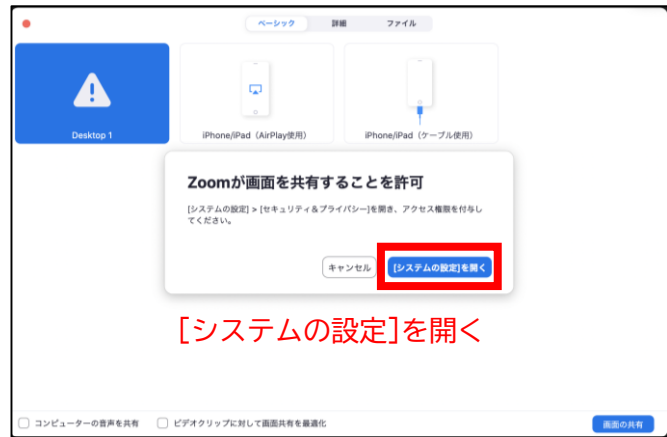 ベーシック 詳細 ファイル
Desktop 1 iPhone/iPad（AirPlay使用） iPhone/iPad（ケーブル使用）
Zoomが画面を共有することを許可
[システムの設定] > [セキュリティ＆プライバシー]を開き、アクセス権限を付与し
てください。
キャンセル [システムの設定]を開く
[システムの設定]を開く
コンピューターの音声を共有 ビデオクリップに対して画面共有を最適化 画面の共有